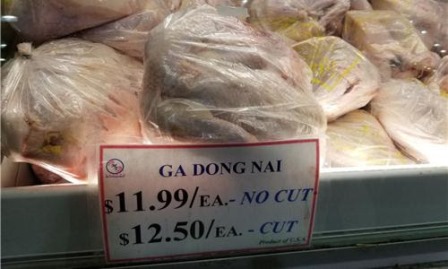 GA DONG NAI
$11.99/EA.- NO CUT
$12.50/EA. - CUT
Product of U.S.A